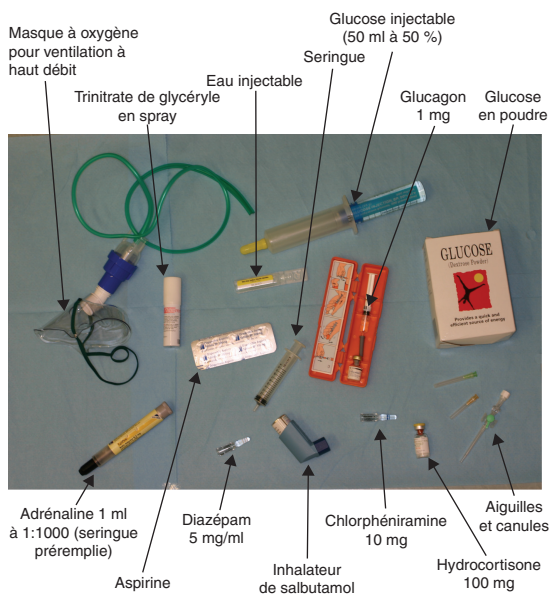 Masque à oxygène
pour ventilation à
haut débit
Trinitrate de glycéryle
en spray
Eau injectable
Seringue
Glucose injectable
(50 ml à 50 %)
Glucagon
1 mg
Glucose
en poudre
GLUCOSE
(Dextrose Powder)
Provides a quick and
efficient source of energy
Adrénaline 1 ml
à 1:1000 (seringue
préremplie)
Aspirine
Diazépam
5 mg/ml
Inhalateur
de salbutamol
Chlorphéniramine
10 mg
Hydrocortisone
100 mg
Aiguilles
et canules